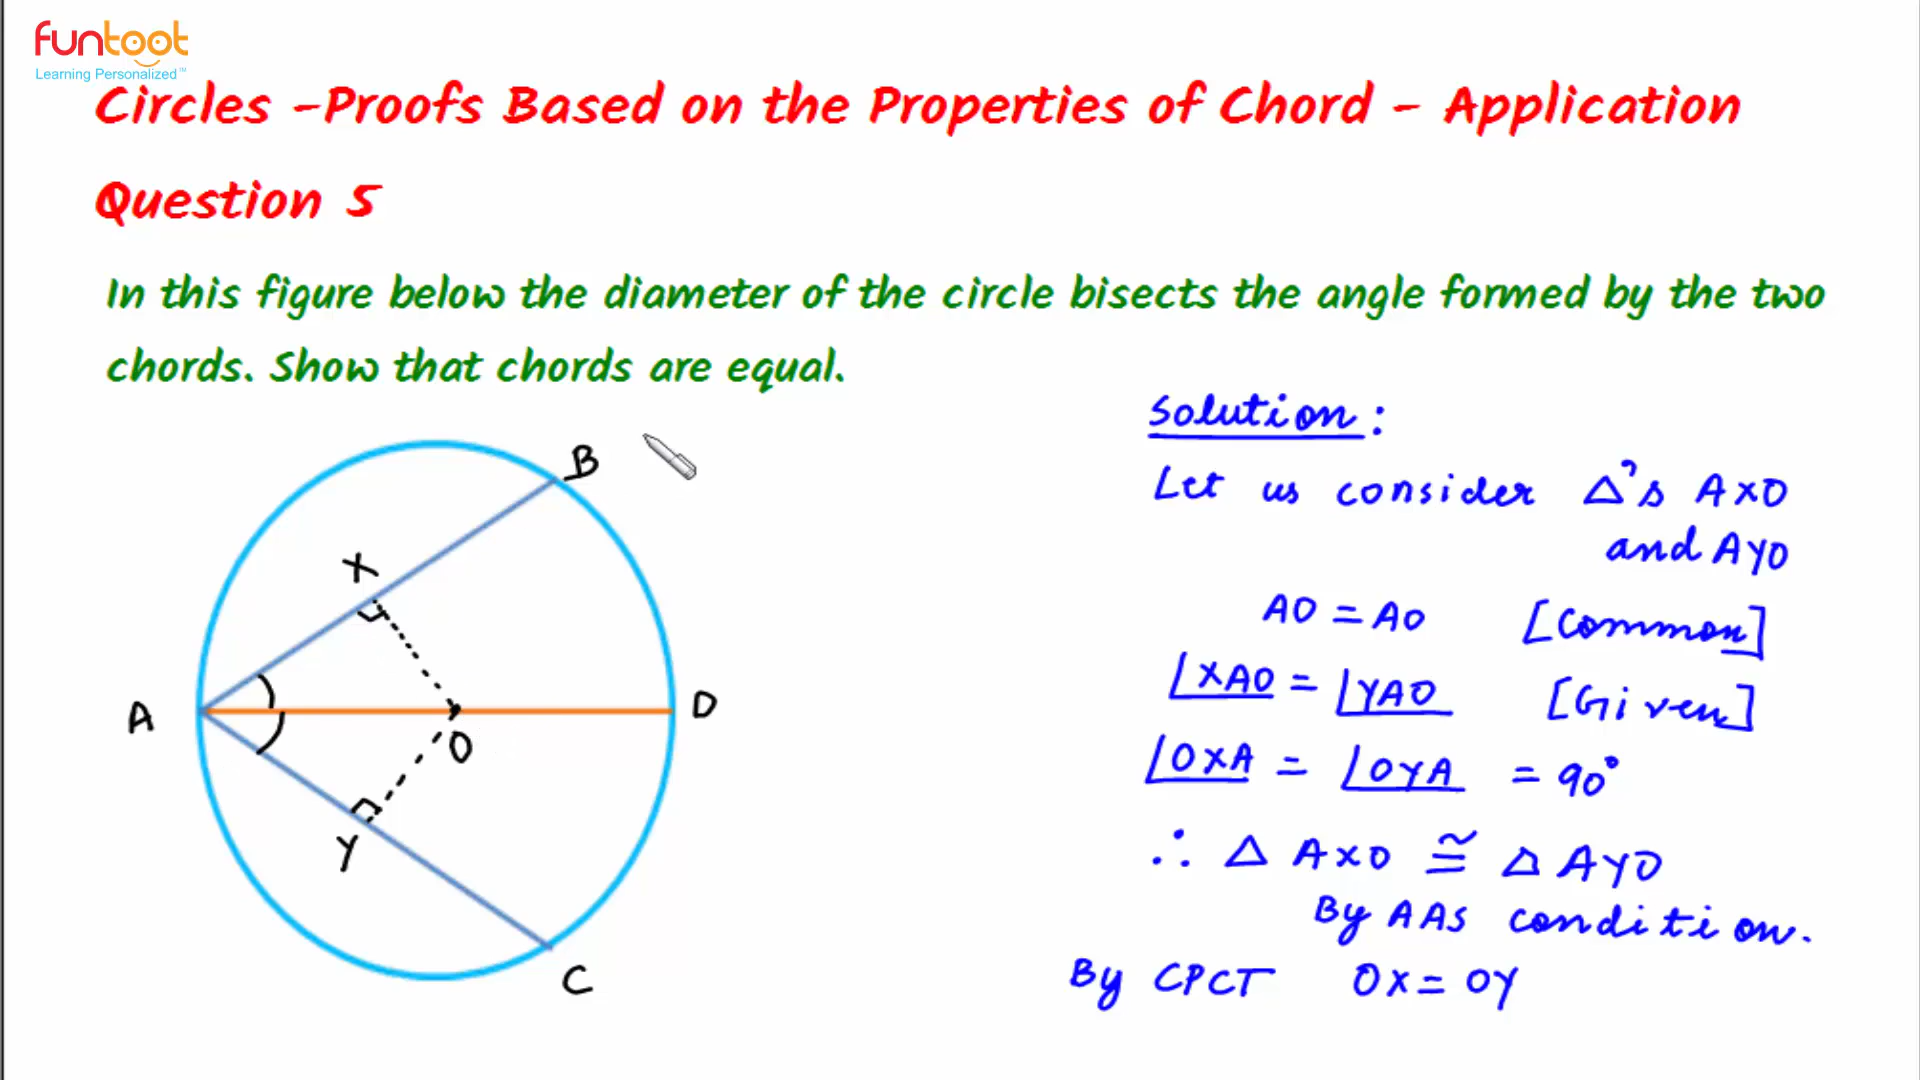 funtoot
Learning Personalized™
Circles -Proofs Based on the Properties of Chord - Application
Question 5
In this figure below the diameter of the circle bisects the angle formed by the two
chords. Show that chords are equal.
Solution:
Let us consider Δ's AXO
and AYO
AO = AO [Common]
∠XAO = ∠YAO [Given]
∠OXA = ∠OYA = 90°
∴ Δ AXO ≅ Δ AYO
By AAS condition.
By CPCT OX = OY
B
X
A
D
O
Y
C